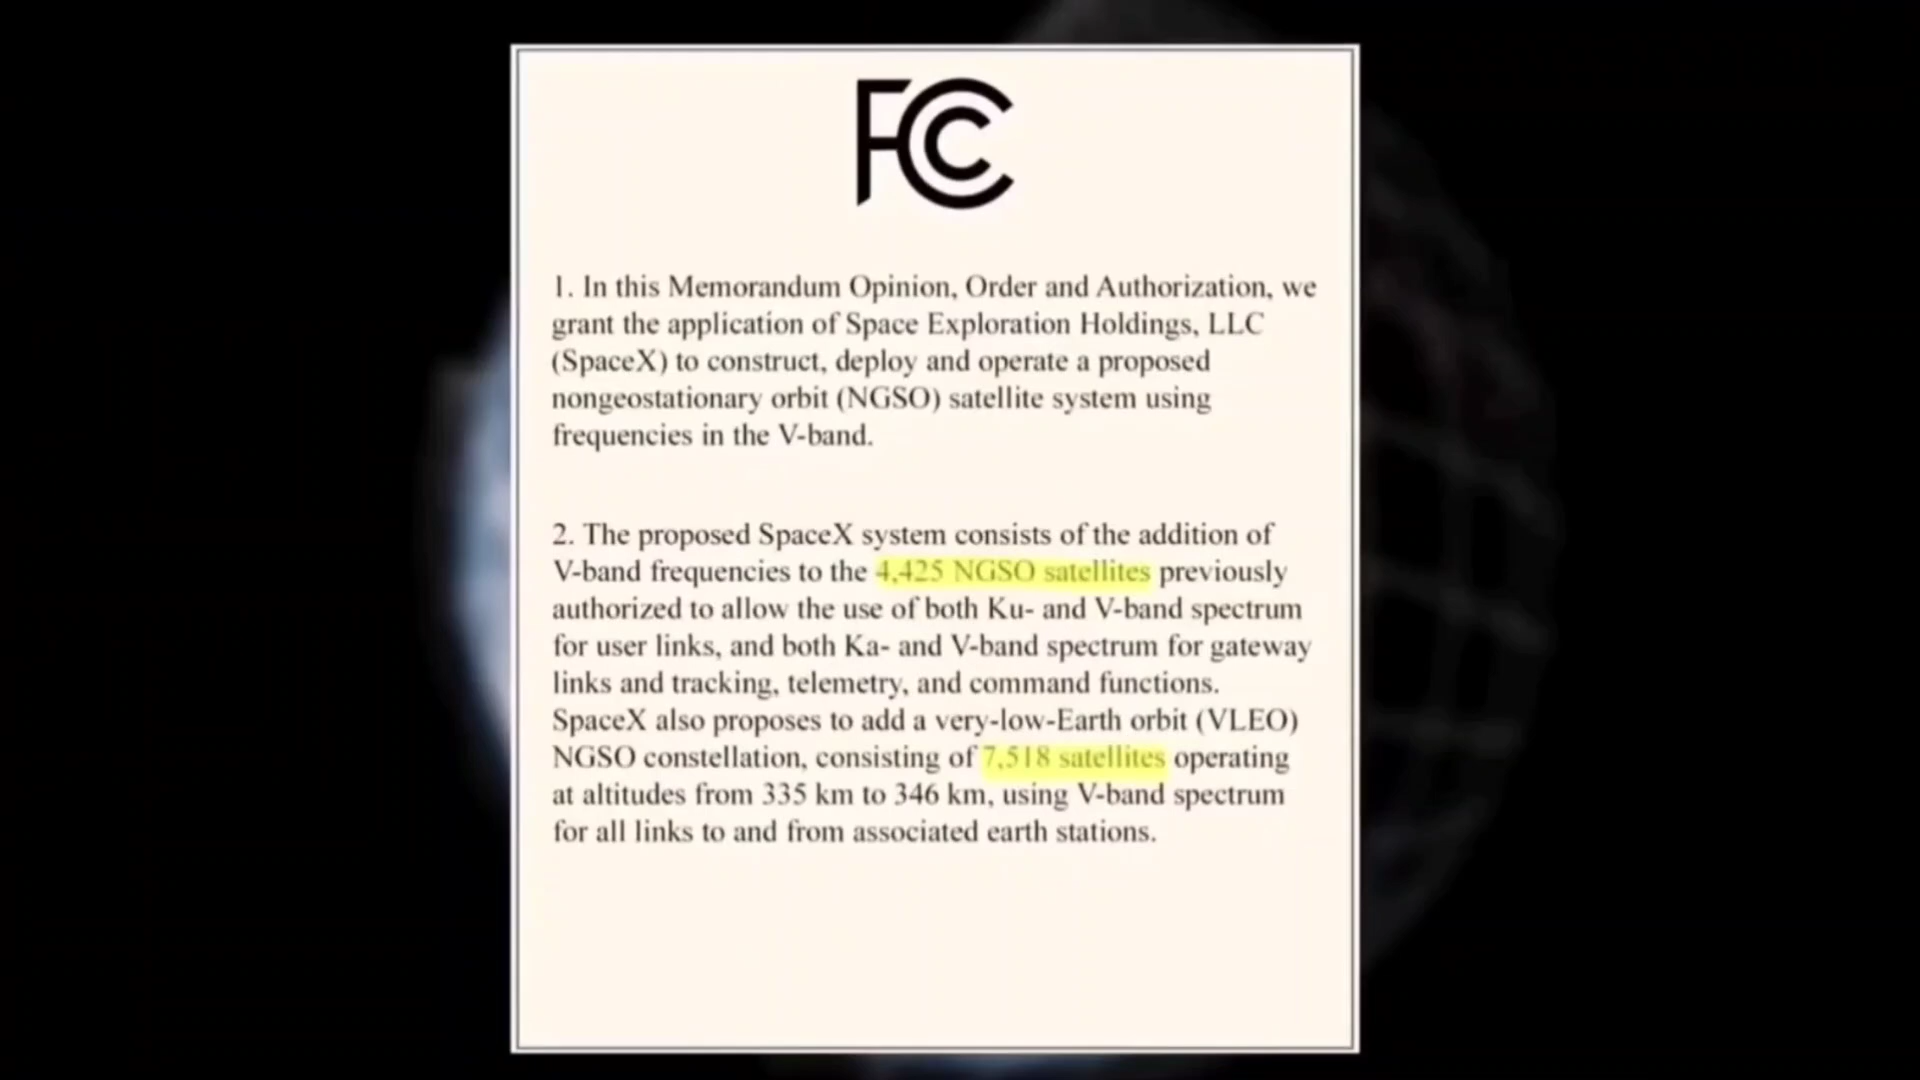 FCC
1. In this Memorandum Opinion, Order and Authorization, we
grant the application of Space Exploration Holdings, LLC
(SpaceX) to construct, deploy and operate a proposed
nongeostationary orbit (NGSO) satellite system using
frequencies in the V-band.
2. The proposed SpaceX system consists of the addition of
V-band frequencies to the 4,425 NGSO satellites previously
authorized to allow the use of both Ku- and V-band spectrum
for user links, and both Ka- and V-band spectrum for gateway
links and tracking, telemetry, and command functions.
SpaceX also proposes to add a very-low-Earth orbit (VLEO)
NGSO constellation, consisting of 7,518 satellites operating
at altitudes from 335 km to 346 km, using V-band spectrum
for all links to and from associated earth stations.